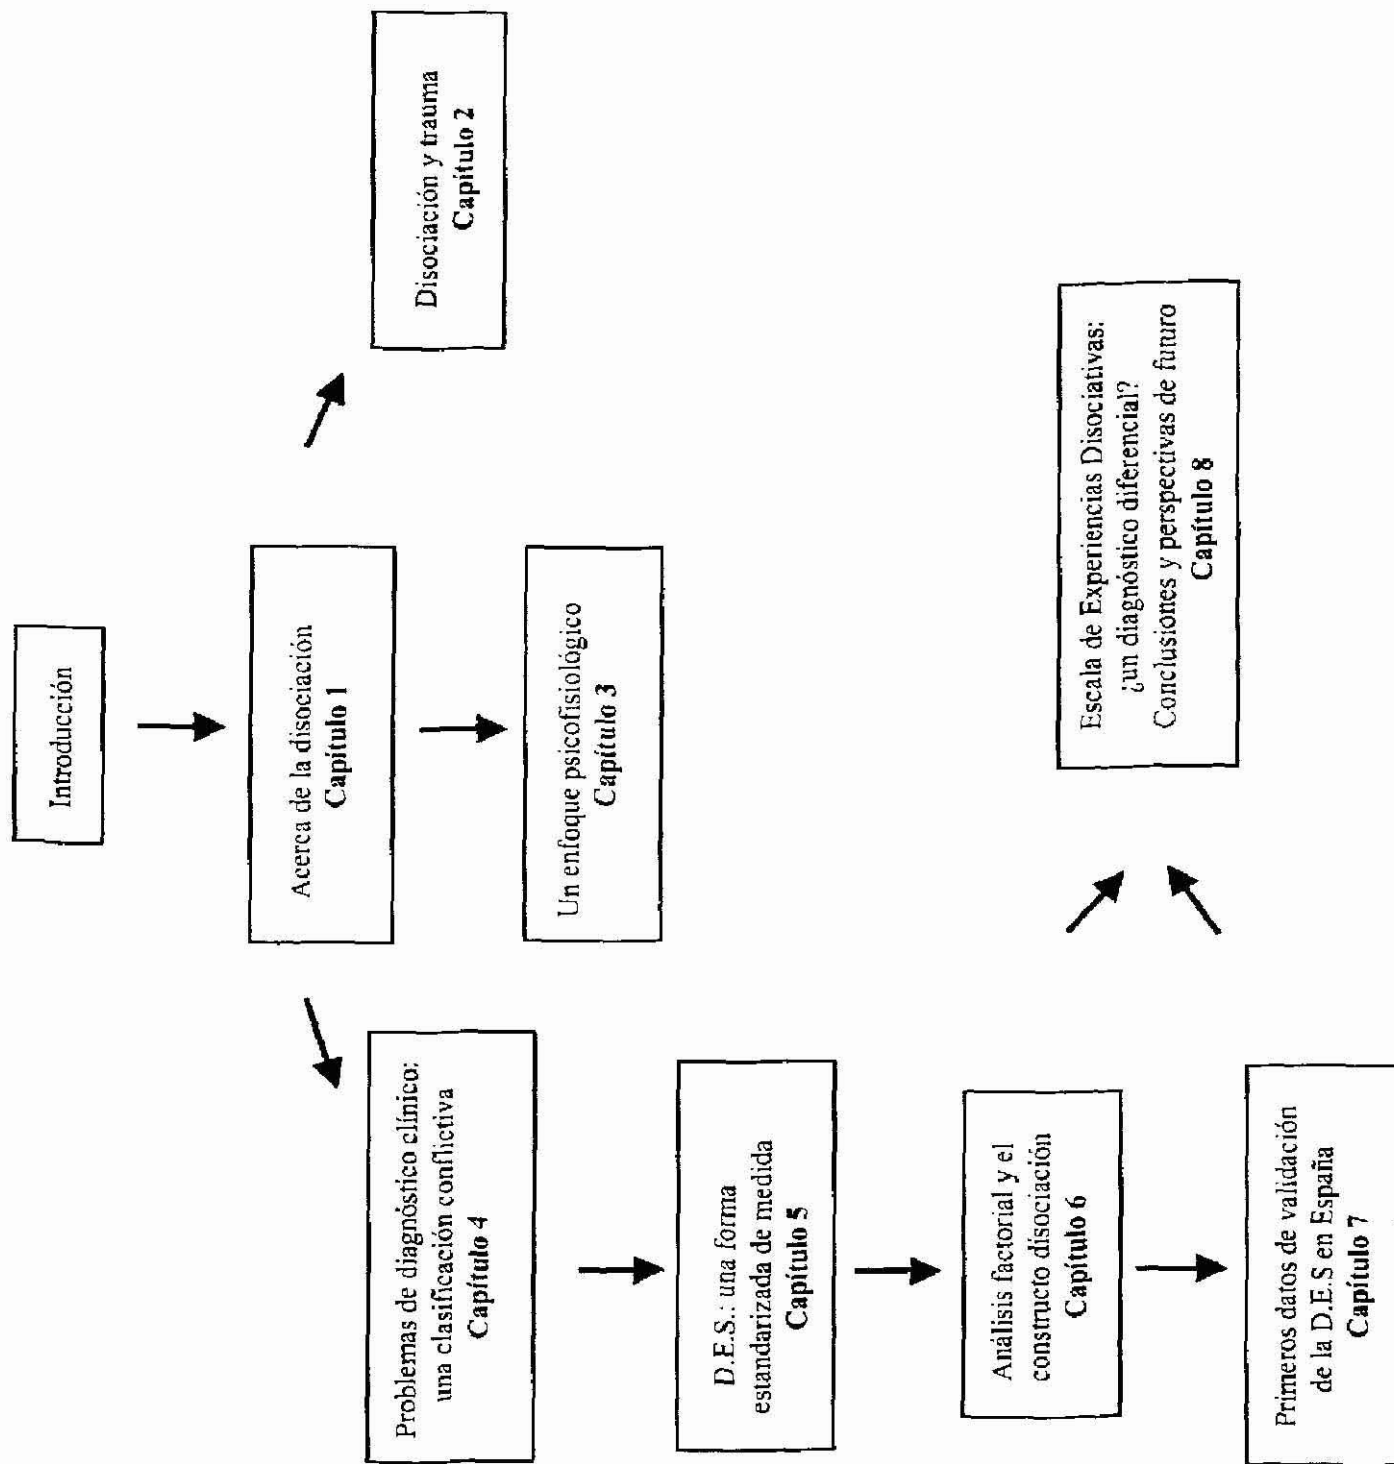 Introducción
Acerca de la disociación
Capítulo 1
Disociación y trauma
Capítulo 2
Un enfoque psicofisiológico
Capítulo 3
Problemas de diagnóstico clínico:
una clasificación conflictiva
Capítulo 4
D.E.S.: una forma
estandarizada de medida
Capítulo 5
Análisis factorial y el
constructo disociación
Capítulo 6
Primeros datos de validación
de la D.E.S en España
Capítulo 7
Escala de Experiencias Disociativas:
¿un diagnóstico diferencial?
Conclusiones y perspectivas de futuro
Capítulo 8